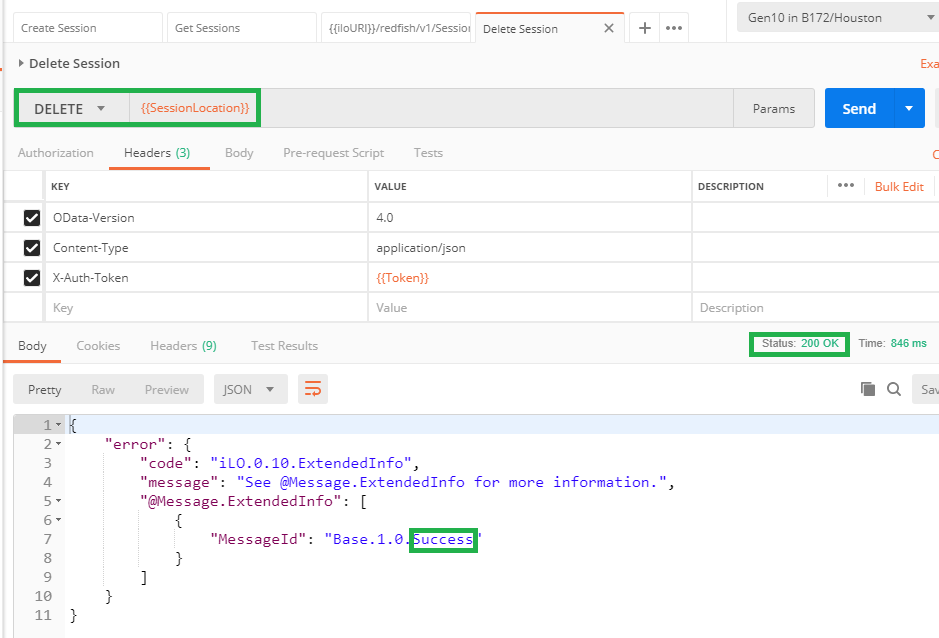 Create Session Get Sessions {{iloURI}}/redfish/v1/Session Delete Session Gen10 in B172/Houston
Delete Session Exa
DELETE {{SessionLocation}} Params Send
Authorization Headers (3) Body Pre-request Script Tests
KEY VALUE DESCRIPTION Bulk Edit
OData-Version 4.0
Content-Type application/json
X-Auth-Token {{Token}}
Key Value Description
Body Cookies Headers (9) Test Results Status: 200 OK Time: 846 ms
Pretty Raw Preview JSON Sav
1 {
2 "error": {
3 "code": "iLO.0.10.ExtendedInfo",
4 "message": "See @Message.ExtendedInfo for more information.",
5 "@Message.ExtendedInfo": [
6 {
7 "MessageId": "Base.1.0.Success"
8 }
9 ]
10 }
11 }